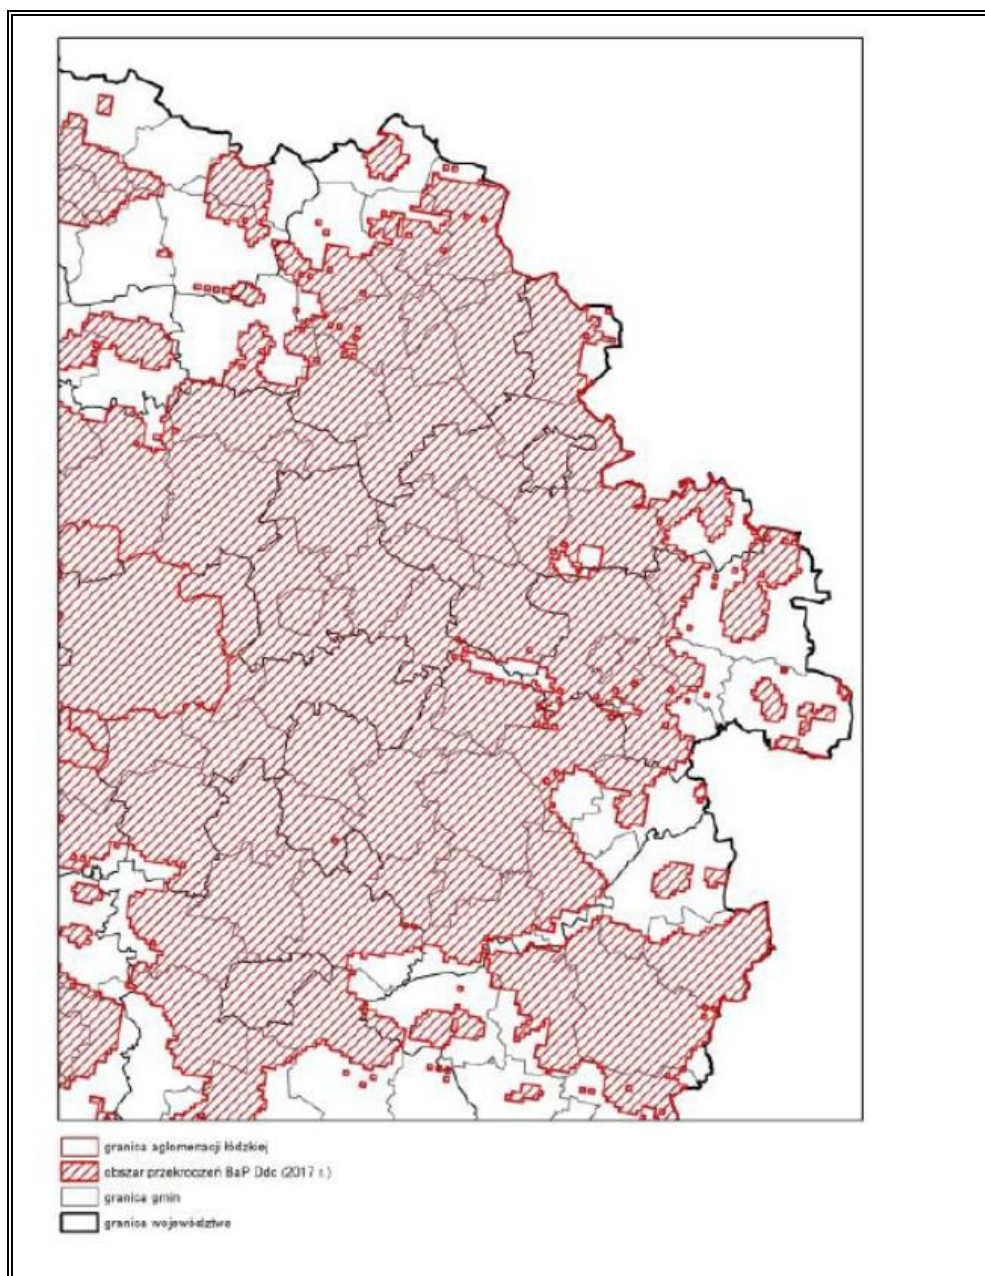 granica aglomeracji łódzkiej
obszar przekroczeń BaP Ddc (2017 r.)
granica gmin
granica województwa